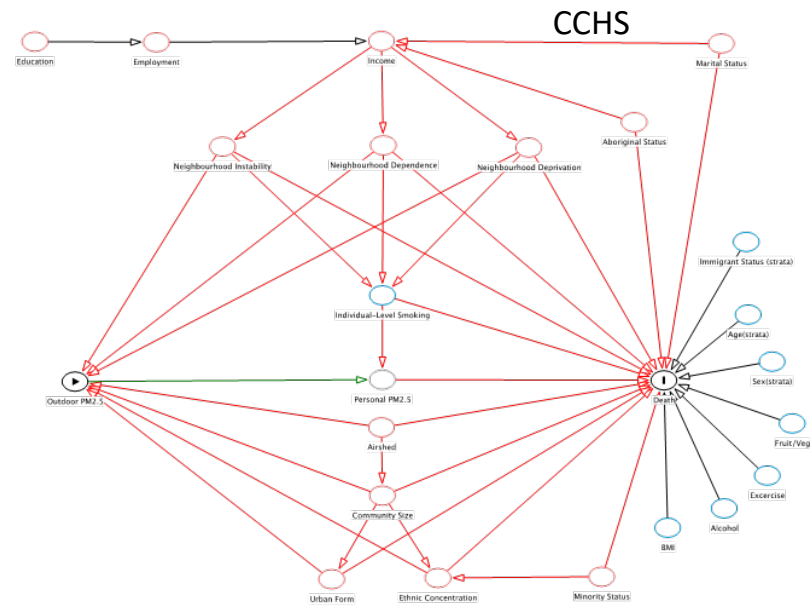 CCHS
Education
Employment
Income
Marital Status
Aboriginal Status
Neighbourhood Instability
Neighbourhood Dependence
Neighbourhood Deprivation
Immigrant Status (strata)
Individual-Level Smoking
Age(strata)
Sex(strata)
Outdoor PM2.5
Personal PM2.5
Death
Fruit/Veg
Airshed
Excercise
Community Size
Alcohol
BMI
Urban Form
Ethnic Concentration
Minority Status